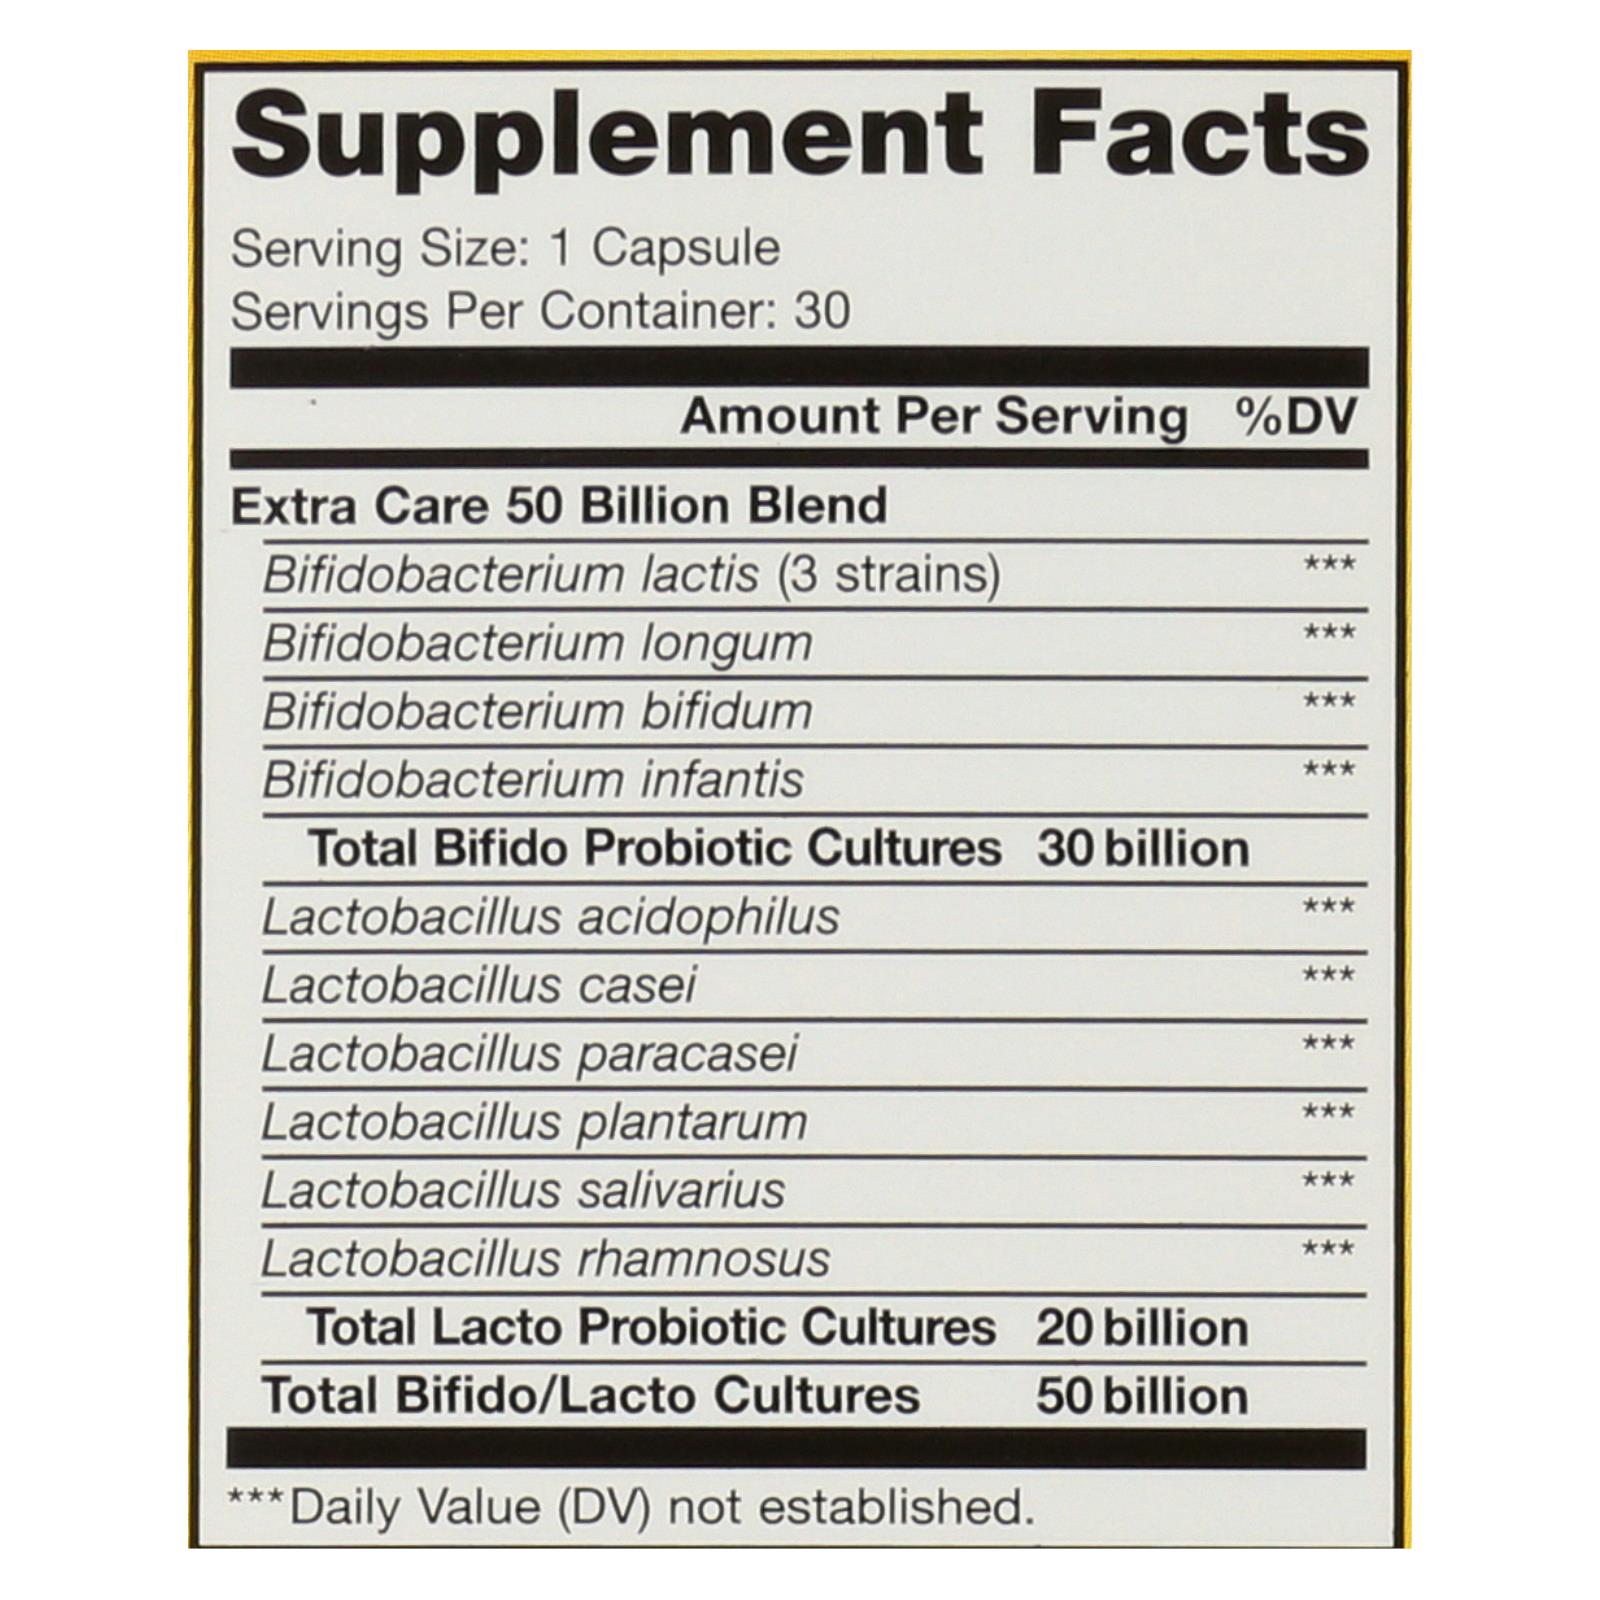 Supplement Facts
Serving Size: 1 Capsule
Servings Per Container: 30
Amount Per Serving %DV
Extra Care 50 Billion Blend
Bifidobacterium lactis (3 strains) ***
Bifidobacterium longum ***
Bifidobacterium bifidum ***
Bifidobacterium infantis ***
Total Bifido Probiotic Cultures 30 billion
Lactobacillus acidophilus ***
Lactobacillus casei ***
Lactobacillus paracasei ***
Lactobacillus plantarum ***
Lactobacillus salivarius ***
Lactobacillus rhamnosus ***
Total Lacto Probiotic Cultures 20 billion
Total Bifido/Lacto Cultures 50 billion
***Daily Value (DV) not established.